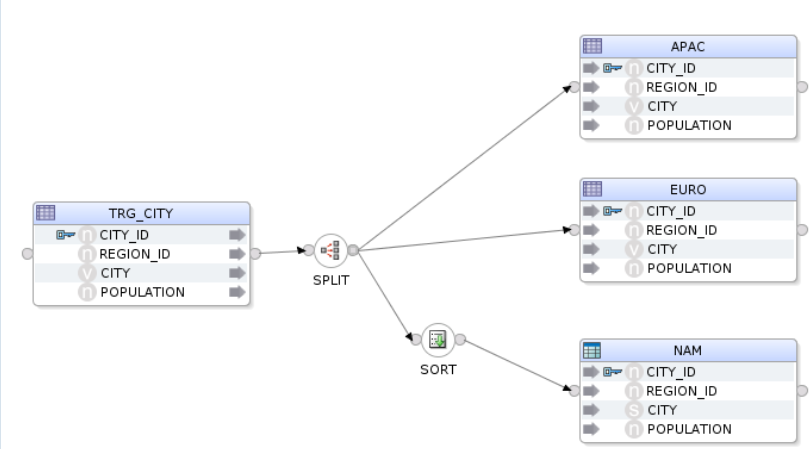 APAC
CITY_ID
REGION_ID
CITY
POPULATION
EURO
CITY_ID
REGION_ID
CITY
POPULATION
TRG_CITY
CITY_ID
REGION_ID
CITY
POPULATION
SPLIT
SORT
NAM
CITY_ID
REGION_ID
CITY
POPULATION